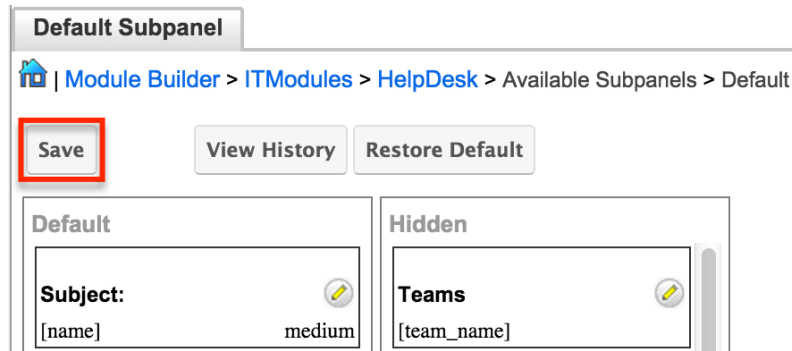 Default Subpanel
| Module Builder > ITModules > HelpDesk > Available Subpanels > Default
Save View History Restore Default
Default Hidden
Subject: Teams
[name] medium [team_name]